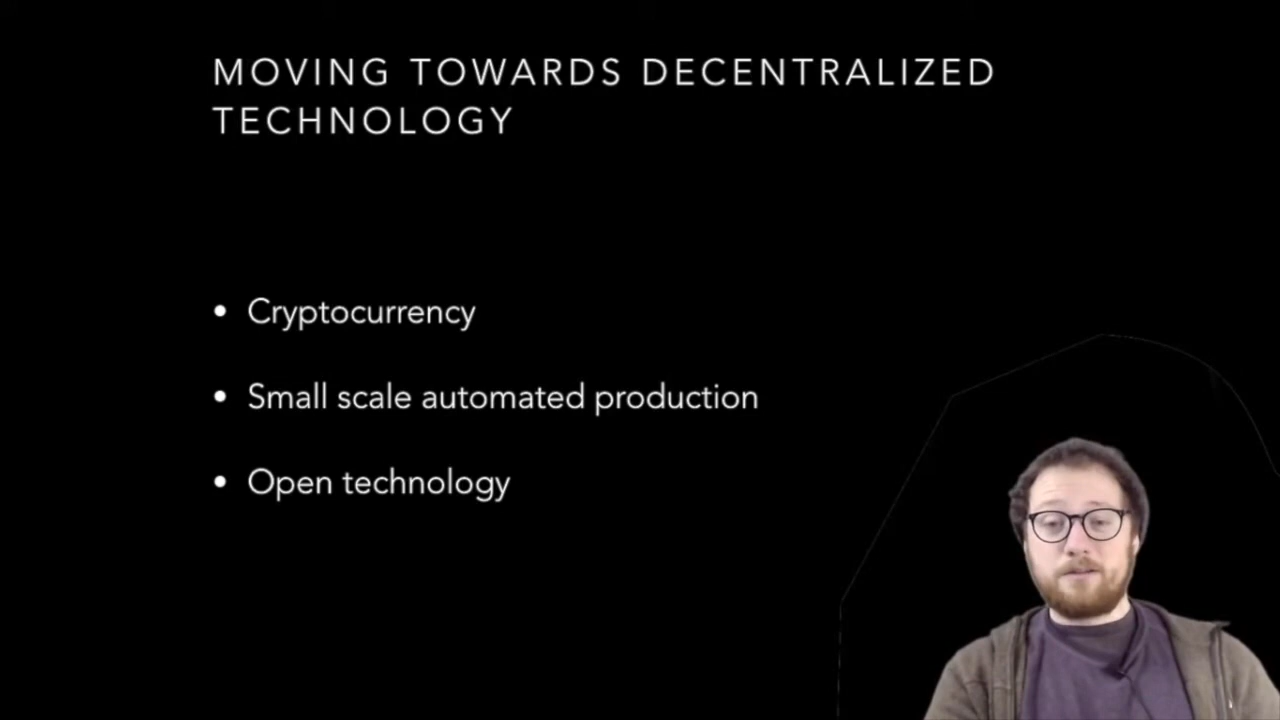 MOVING TOWARDS DECENTRALIZED
TECHNOLOGY
• Cryptocurrency
• Small scale automated production
• Open technology